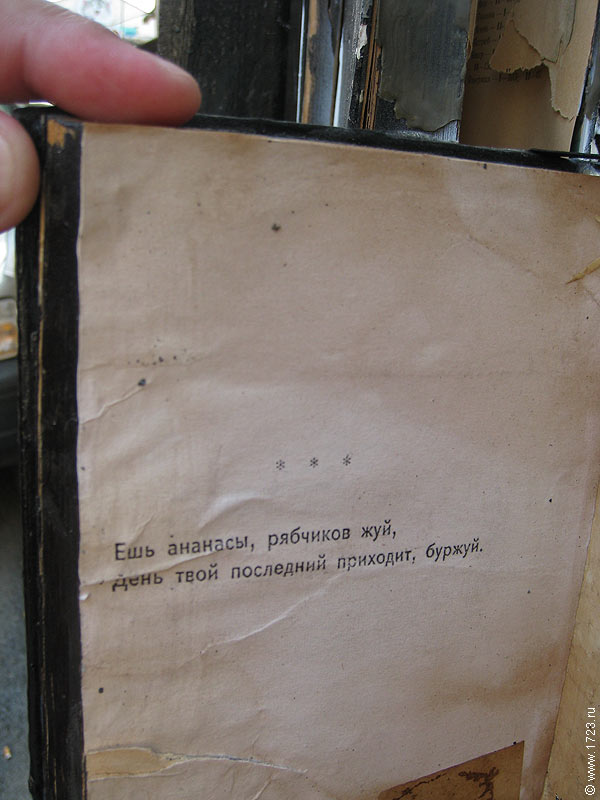 * * *
Ешь ананасы, рябчиков жуй,
День твой последний приходит, буржуй.
© www.1723.ru